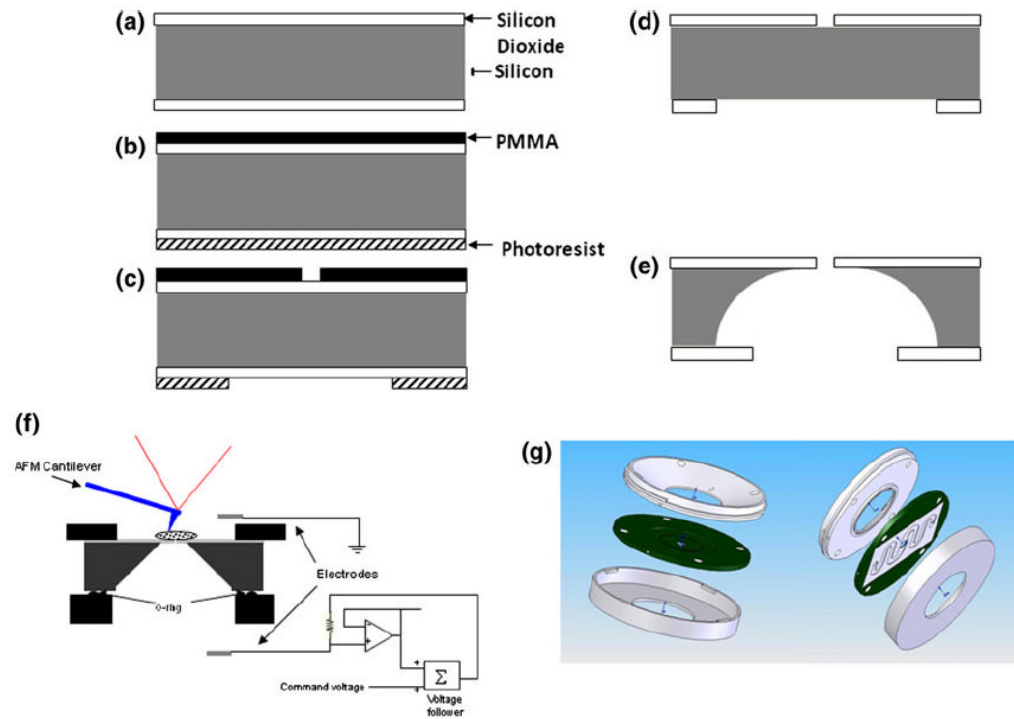 (a)
Silicon
Dioxide
Silicon
(b)
PMMA
Photoresist
(c)
(d)
(e)
(f)
AFM Cantilever
Electrodes
O-ring
Command voltage
+
-
+
+
+
Σ
Voltage
follower
(g)